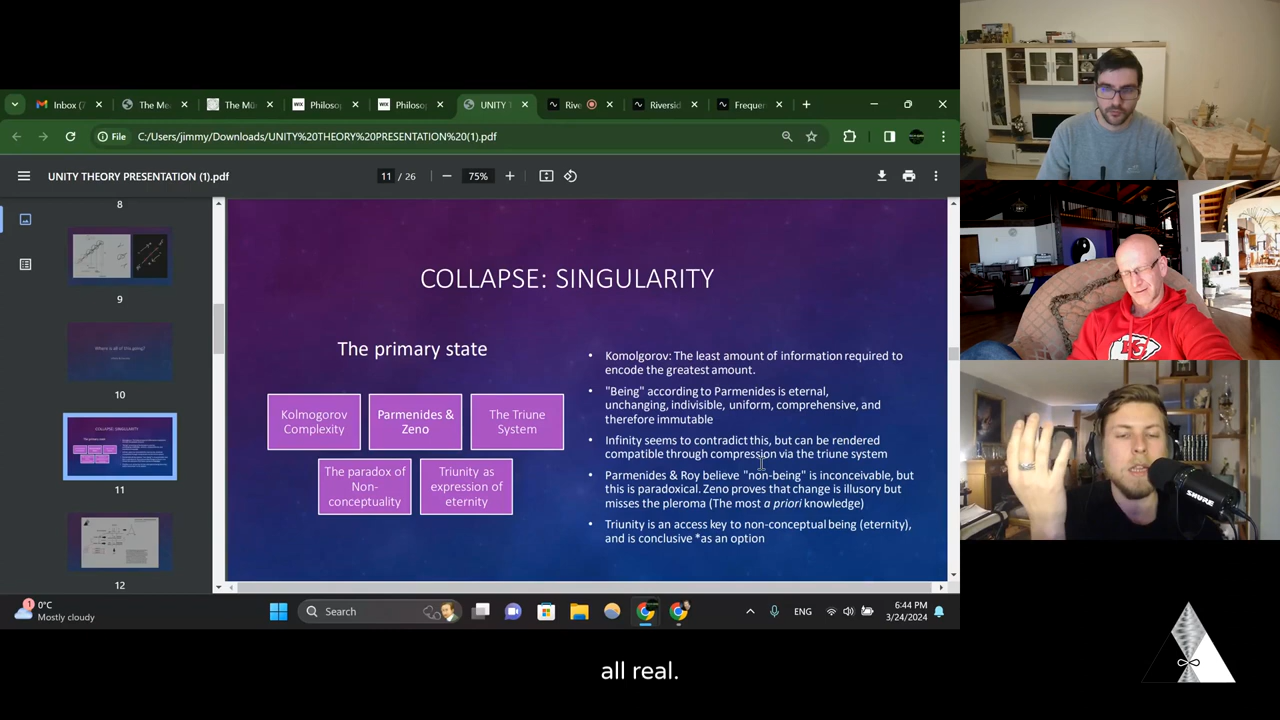 Inbox (7
The Me
The Mü
Philoso
Philoso
UNITY T
Rive
Riversid
Frequen
File
C:/Users/jimmy/Downloads/UNITY%20THEORY%20PRESENTATION%20(1).pdf
UNITY THEORY PRESENTATION (1).pdf
11 / 26
75%
8
9
10
11
12
COLLAPSE: SINGULARITY
The primary state
Kolmogorov
Complexity
Parmenides &
Zeno
The Triune
System
The paradox of
Non-
conceptuality
Triunity as
expression of
eternity
• Komolgorov: The least amount of information required to
encode the greatest amount.
• "Being" according to Parmenides is eternal,
unchanging, indivisible, uniform, comprehensive, and
therefore immutable
• Infinity seems to contradict this, but can be rendered
compatible through compression via the triune system
• Parmenides & Roy believe "non-being" is inconceivable, but
this is paradoxical. Zeno proves that change is illusory but
misses the pleroma (The most a priori knowledge)
• Triunity is an access key to non-conceptual being (eternity),
and is conclusive *as an option
1
0°C
Mostly cloudy
Search
ENG
6:44 PM
3/24/2024
SHURE
all real.